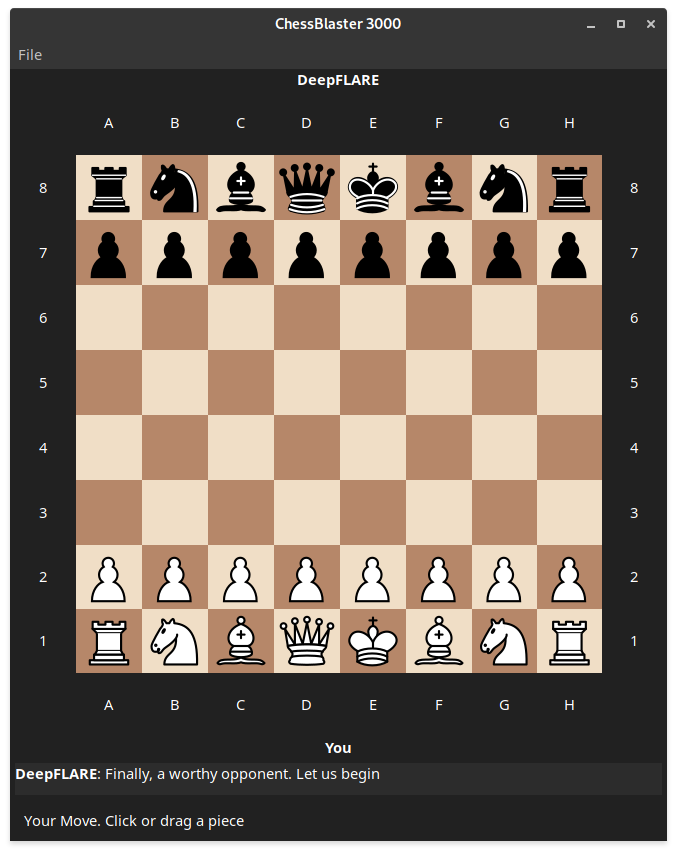 ChessBlaster 3000
File
DeepFLARE
A B C D E F G H
8 8
7 7
6 6
5 5
4 4
3 3
2 2
1 1
A B C D E F G H
You
DeepFLARE: Finally, a worthy opponent. Let us begin
Your Move. Click or drag a piece